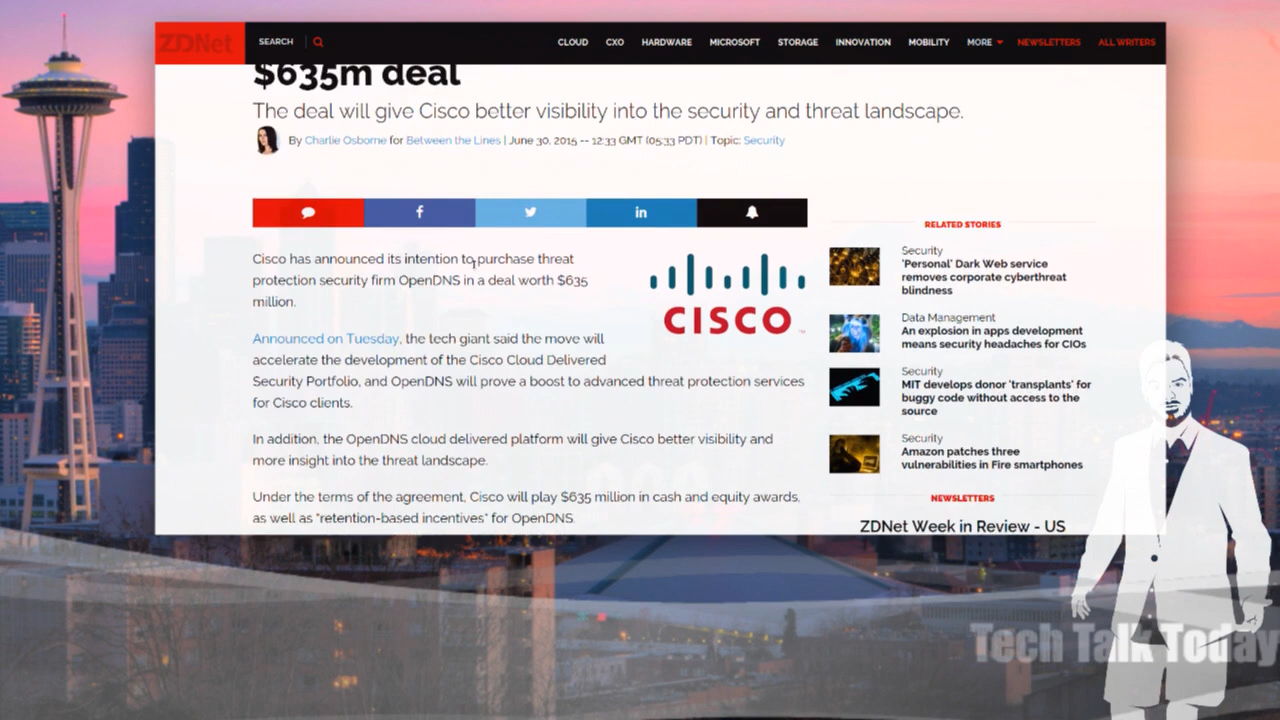 ZDNet SEARCH CLOUD CXO HARDWARE MICROSOFT STORAGE INNOVATION MOBILITY MORE NEWSLETTERS ALL WRITERS
$635m deal
The deal will give Cisco better visibility into the security and threat landscape.
By Charlie Osborne for Between the Lines | June 30, 2015 -- 12:33 GMT (05:33 PDT) | Topic: Security
f in
Cisco has announced its intention to purchase threat
protection security firm OpenDNS in a deal worth $635
million.
CISCO
Announced on Tuesday, the tech giant said the move will
accelerate the development of the Cisco Cloud Delivered
Security Portfolio, and OpenDNS will prove a boost to advanced threat protection services
for Cisco clients.
In addition, the OpenDNS cloud delivered platform will give Cisco better visibility and
more insight into the threat landscape.
Under the terms of the agreement, Cisco will play $635 million in cash and equity awards,
as well as "retention-based incentives" for OpenDNS.
RELATED STORIES
Security
'Personal' Dark Web service
removes corporate cyberthreat
blindness
Data Management
An explosion in apps development
means security headaches for CIOs
Security
MIT develops donor 'transplants' for
buggy code without access to the
source
Security
Amazon patches three
vulnerabilities in Fire smartphones
NEWSLETTERS
ZDNet Week in Review - US
Tech Talk Today